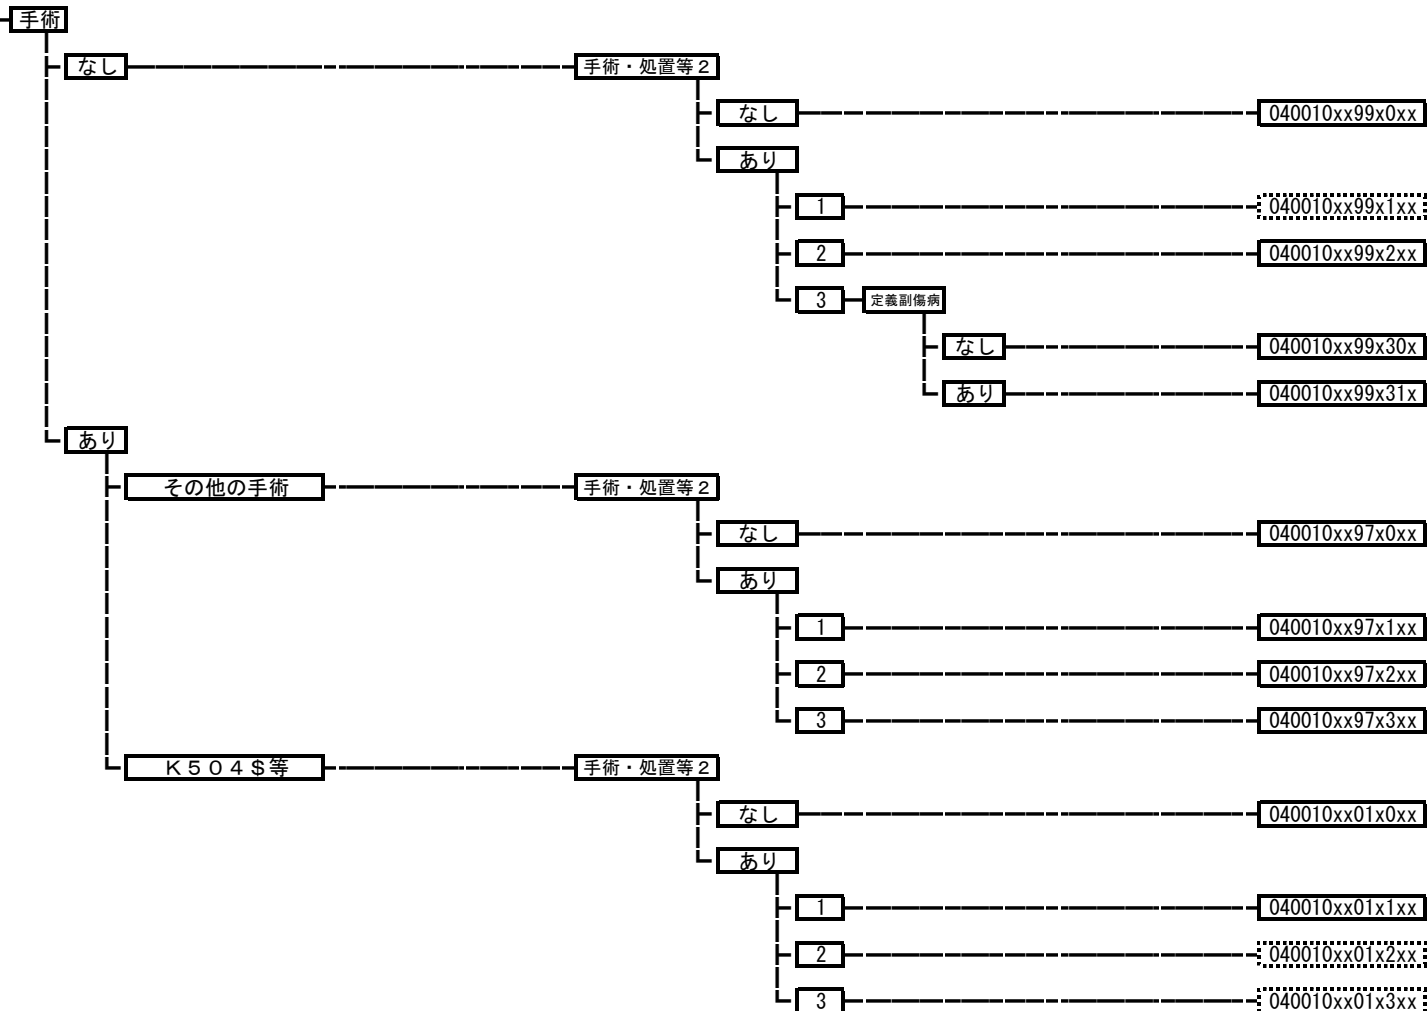 手術
なし
手術・処置等２
なし
040010xx99x0xx
あり
1
040010xx99x1xx
2
040010xx99x2xx
3
定義副傷病
なし
040010xx99x30x
あり
040010xx99x31x
あり
その他の手術
手術・処置等２
なし
040010xx97x0xx
あり
1
040010xx97x1xx
2
040010xx97x2xx
3
040010xx97x3xx
Ｋ５０４＄等
手術・処置等２
なし
040010xx01x0xx
あり
1
040010xx01x1xx
2
040010xx01x2xx
3
040010xx01x3xx